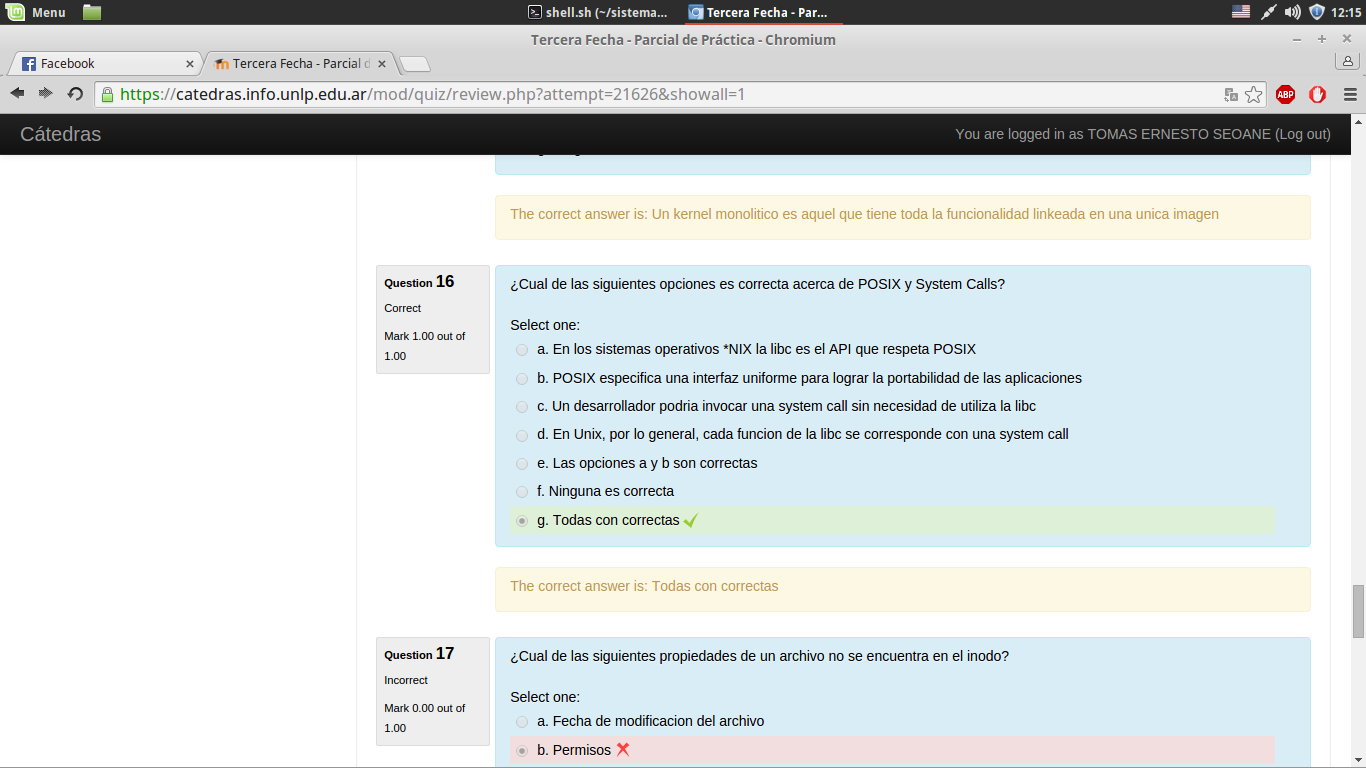 Menu
shell.sh (~/sistema...
Tercera Fecha - Par...
12:15
Tercera Fecha - Parcial de Práctica - Chromium
Facebook
Tercera Fecha - Parcial d
https://catedras.info.unlp.edu.ar/mod/quiz/review.php?attempt=21626&showall=1
ABP
Cátedras
You are logged in as TOMAS ERNESTO SEOANE (Log out)
The correct answer is: Un kernel monolitico es aquel que tiene toda la funcionalidad linkeada en una unica imagen
Question 16
Correct
Mark 1.00 out of
1.00
¿Cual de las siguientes opciones es correcta acerca de POSIX y System Calls?
Select one:
a. En los sistemas operativos *NIX la libc es el API que respeta POSIX
b. POSIX especifica una interfaz uniforme para lograr la portabilidad de las aplicaciones
c. Un desarrollador podria invocar una system call sin necesidad de utiliza la libc
d. En Unix, por lo general, cada funcion de la libc se corresponde con una system call
e. Las opciones a y b son correctas
f. Ninguna es correcta
g. Todas con correctas
The correct answer is: Todas con correctas
Question 17
Incorrect
Mark 0.00 out of
1.00
¿Cual de las siguientes propiedades de un archivo no se encuentra en el inodo?
Select one:
a. Fecha de modificacion del archivo
b. Permisos